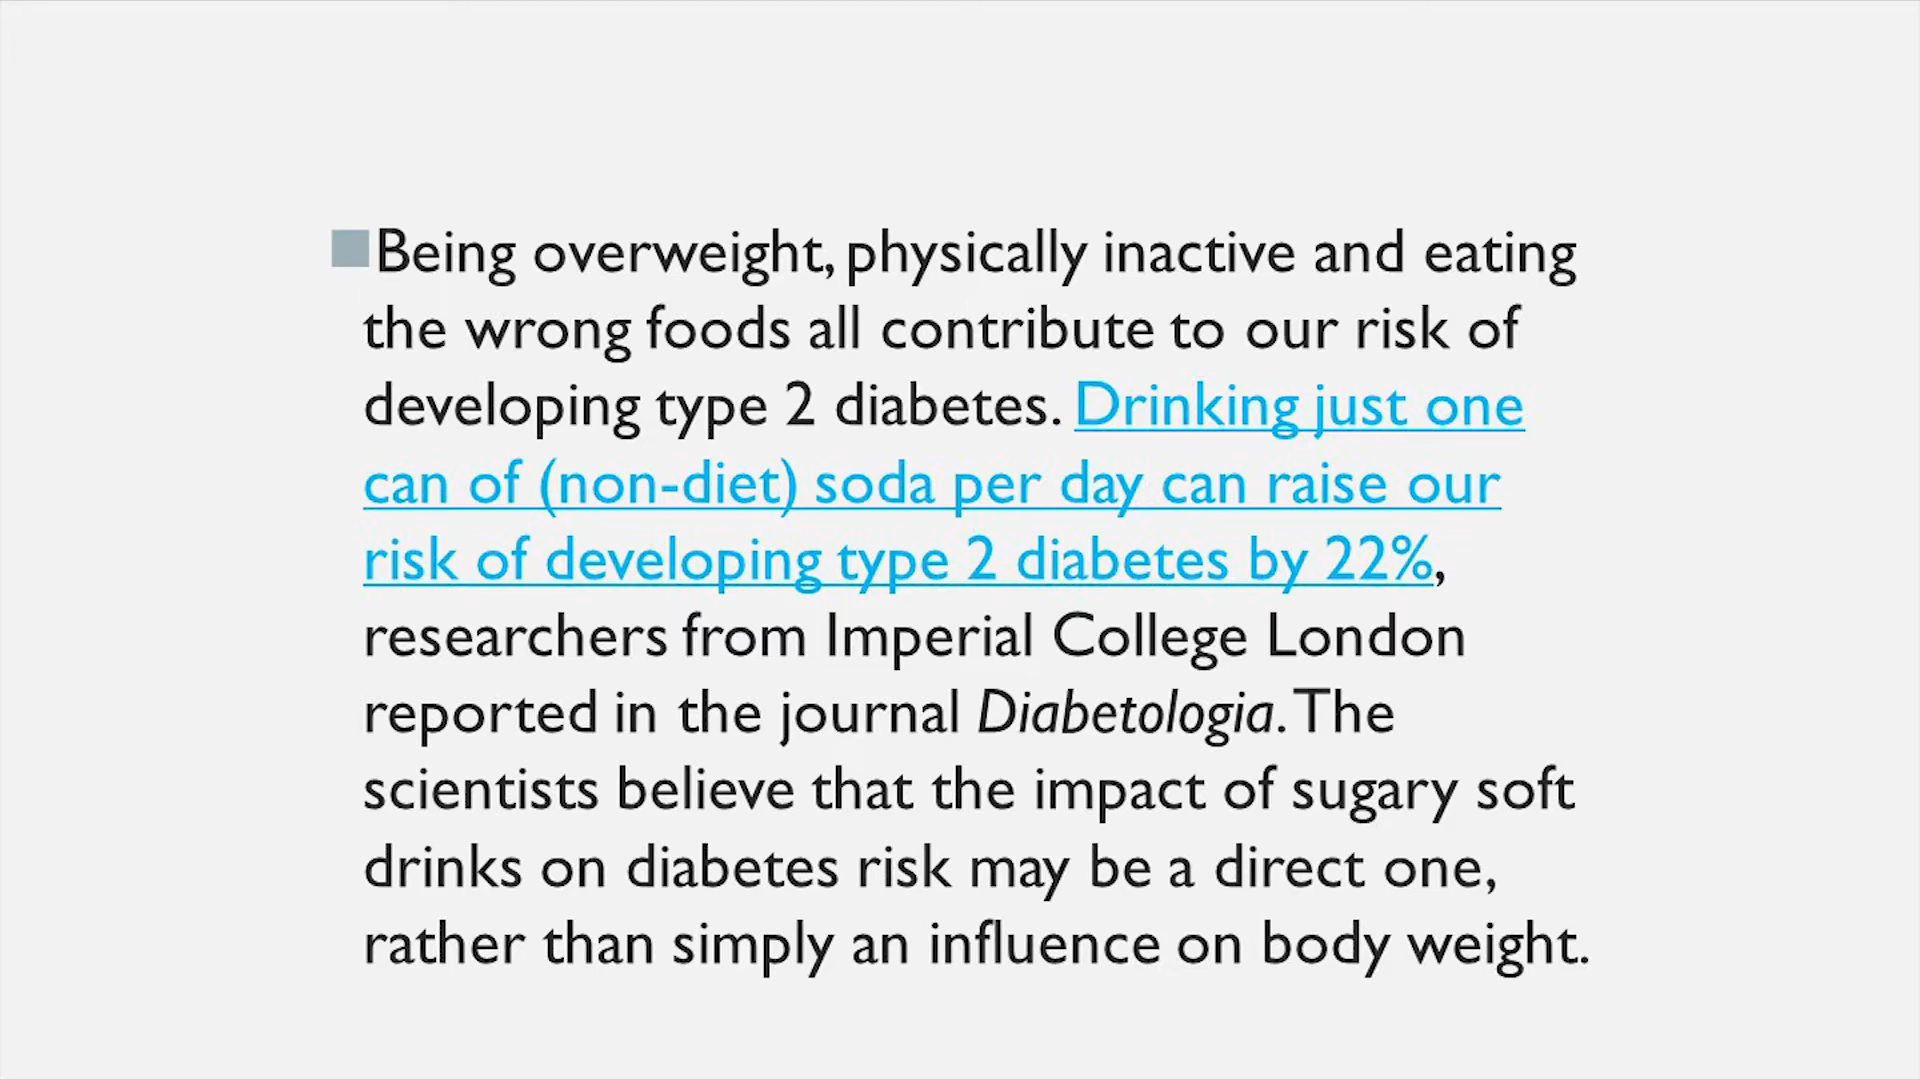 Being overweight, physically inactive and eating
the wrong foods all contribute to our risk of
developing type 2 diabetes. Drinking just one
can of (non-diet) soda per day can raise our
risk of developing type 2 diabetes by 22%,
researchers from Imperial College London
reported in the journal Diabetologia. The
scientists believe that the impact of sugary soft
drinks on diabetes risk may be a direct one,
rather than simply an influence on body weight.